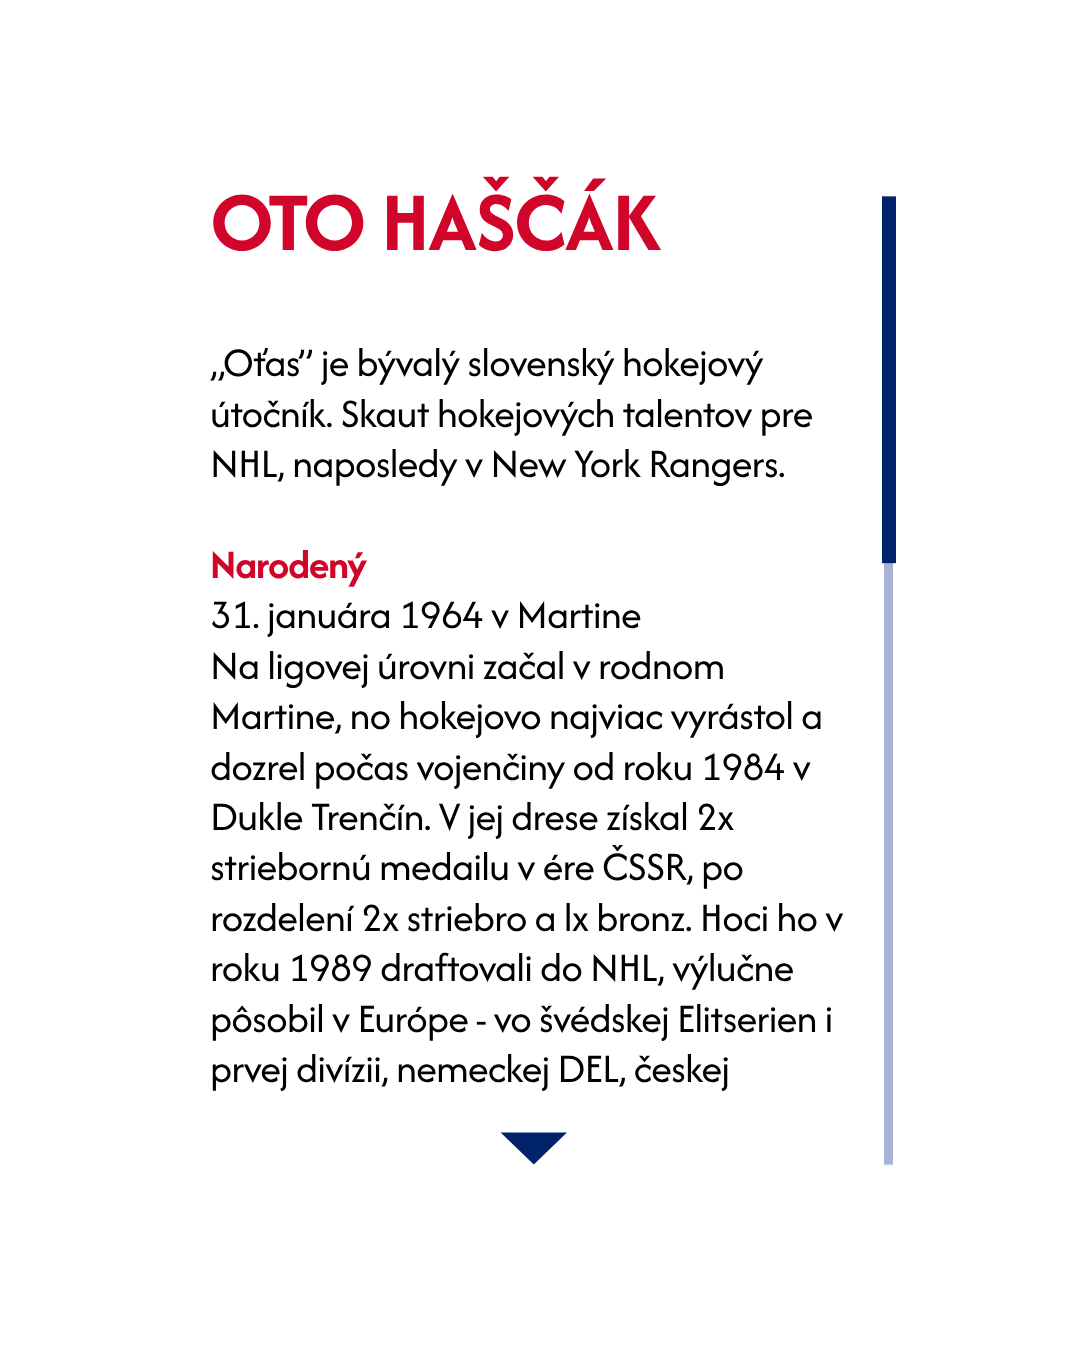 OTO HAŠČÁK
„Oťas” je bývalý slovenský hokejový
útočník. Skaut hokejových talentov pre
NHL, naposledy v New York Rangers.
Narodený
31. januára 1964 v Martine
Na ligovej úrovni začal v rodnom
Martine, no hokejovo najviac vyrástol a
dozrel počas vojenčiny od roku 1984 v
Dukle Trenčín. V jej drese získal 2x
striebornú medailu v ére ČSSR, po
rozdelení 2x striebro a lx bronz. Hoci ho v
roku 1989 draftovali do NHL, výlučne
pôsobil v Európe - vo švédskej Elitserien i
prvej divízii, nemeckej DEL, českej